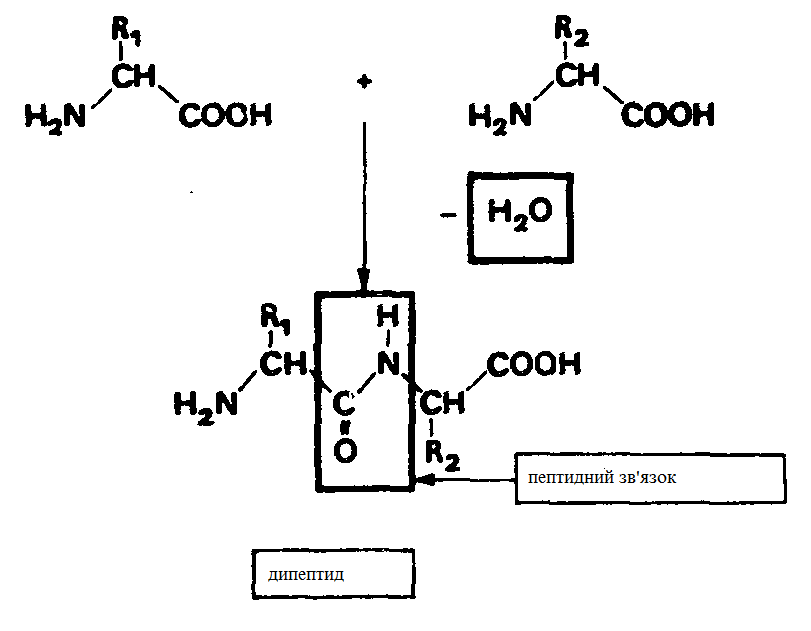 R₁ R₂
CH + CH
H₂N COOH H₂N COOH
– H₂O
R₁ H
CH N COOH
H₂N C CH
O R₂
пептидний зв'язок
дипептид